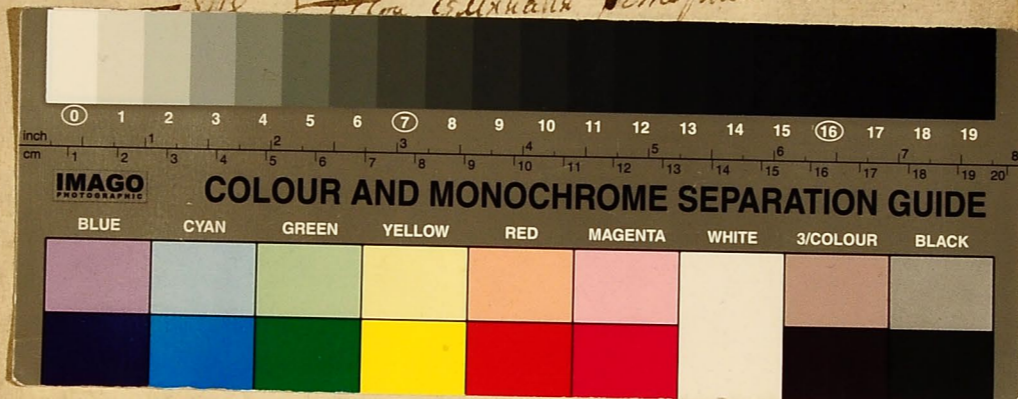 0 1 2 3 4 5 6 7 8 9 10 11 12 13 14 15 16 17 18 19
inch 1 2 3 4 5 6 7 8
cm 1 2 3 4 5 6 7 8 9 10 11 12 13 14 15 16 17 18 19 20
IMAGO
PHOTOGRAPHIC
COLOUR AND MONOCHROME SEPARATION GUIDE
BLUE CYAN GREEN YELLOW RED MAGENTA WHITE 3/COLOUR BLACK